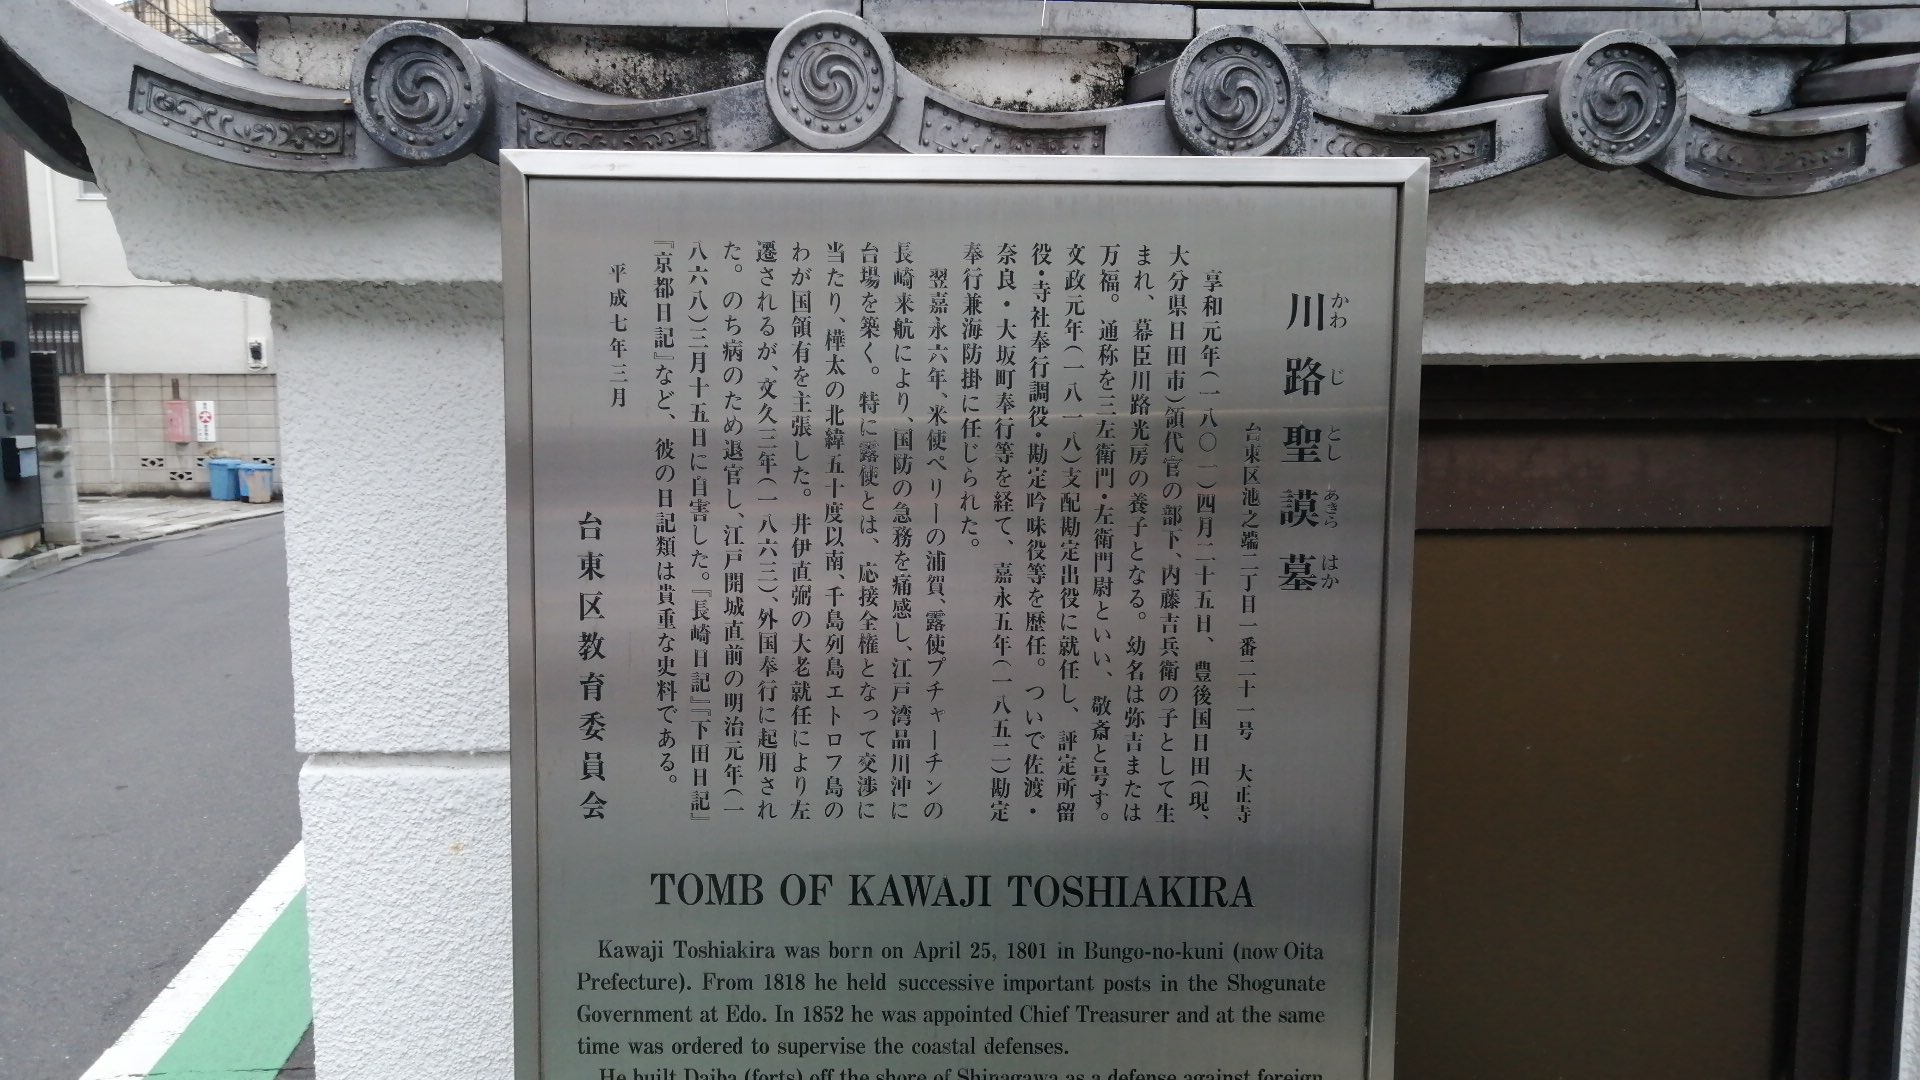 川路聖謨墓
かわ じ とし あきら はか
台東区池之端二丁目一番二十一号 大正寺
享和元年(一八〇一)四月二十五日、豊後国日田(現、
大分県日田市)領代官の部下、内藤吉兵衛の子として生
まれ、幕臣川路光房の養子となる。幼名は弥吉または
万福。通称を三左衛門・左衛門尉といい、敬斎と号す。
文政元年(一八一八)支配勘定出役に就任し、評定所留
役・寺社奉行調役・勘定吟味役等を歴任。ついで佐渡・
奈良・大坂町奉行等を経て、嘉永五年(一八五二)勘定
奉行兼海防掛に任じられた。
翌嘉永六年、米使ペリーの浦賀、露使プチャーチンの
長崎来航により、国防の急務を痛感し、江戸湾品川沖に
台場を築く。特に露使とは、応接全権となって交渉に
当たり、樺太の北緯五十度以南、千島列島エトロフ島の
わが国領有を主張した。井伊直弼の大老就任により左
遷されるが、文久三年(一八六三)、外国奉行に起用され
た。のち病のため退官し、江戸開城直前の明治元年(一
八六八)三月十五日に自害した。『長崎日記』『下田日記』
『京都日記』など、彼の日記類は貴重な史料である。
平成七年三月
台東区教育委員会
TOMB OF KAWAJI TOSHIAKIRA
Kawaji Toshiakira was born on April 25, 1801 in Bungo-no-kuni (now Oita
Prefecture). From 1818 he held successive important posts in the Shogunate
Government at Edo. In 1852 he was appointed Chief Treasurer and at the same
time was ordered to supervise the coastal defenses.
He built Daiba (forts) off the shore of Shinagawa as a defense against foreign